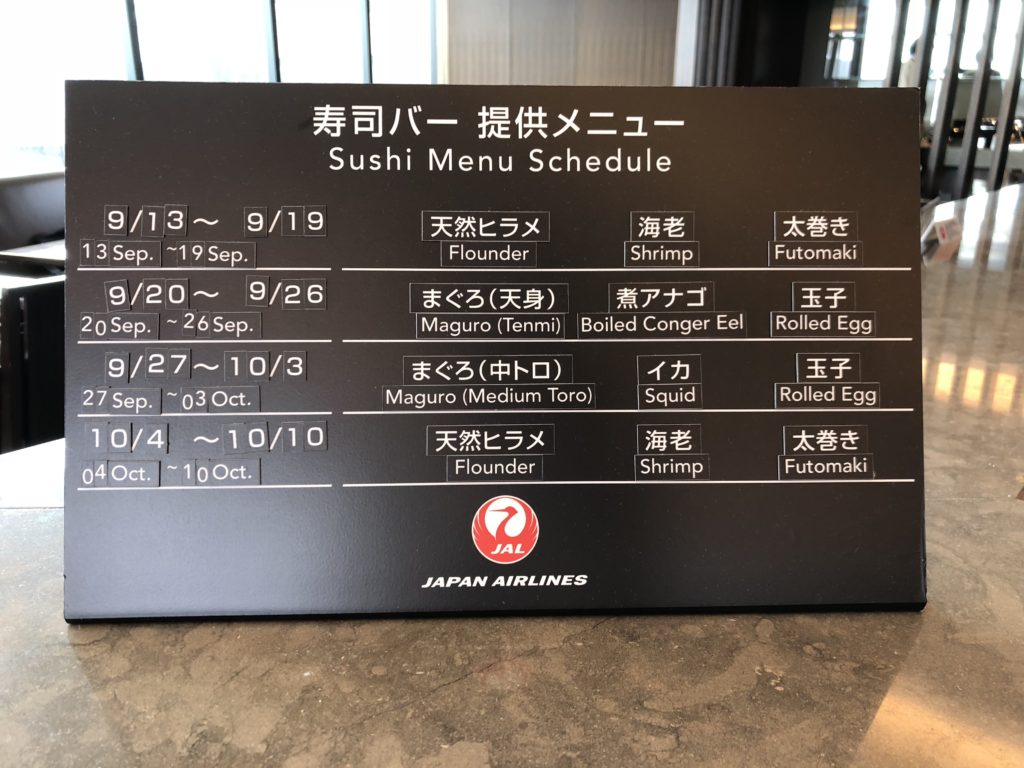 寿司バー 提供メニュー
Sushi Menu Schedule
9/13～ 9/19 天然ヒラメ 海老 太巻き
13 Sep. ~19 Sep. Flounder Shrimp Futomaki
9/20～ 9/26 まぐろ(天身) 煮アナゴ 玉子
20 Sep. ~ 26 Sep. Maguro (Tenmi) Boiled Conger Eel Rolled Egg
9/27～10/3 まぐろ(中トロ) イカ 玉子
27 Sep. ~ 03 Oct. Maguro (Medium Toro) Squid Rolled Egg
10/4 ～10/10 天然ヒラメ 海老 太巻き
04 Oct. ~10 Oct. Flounder Shrimp Futomaki
JAL
JAPAN AIRLINES